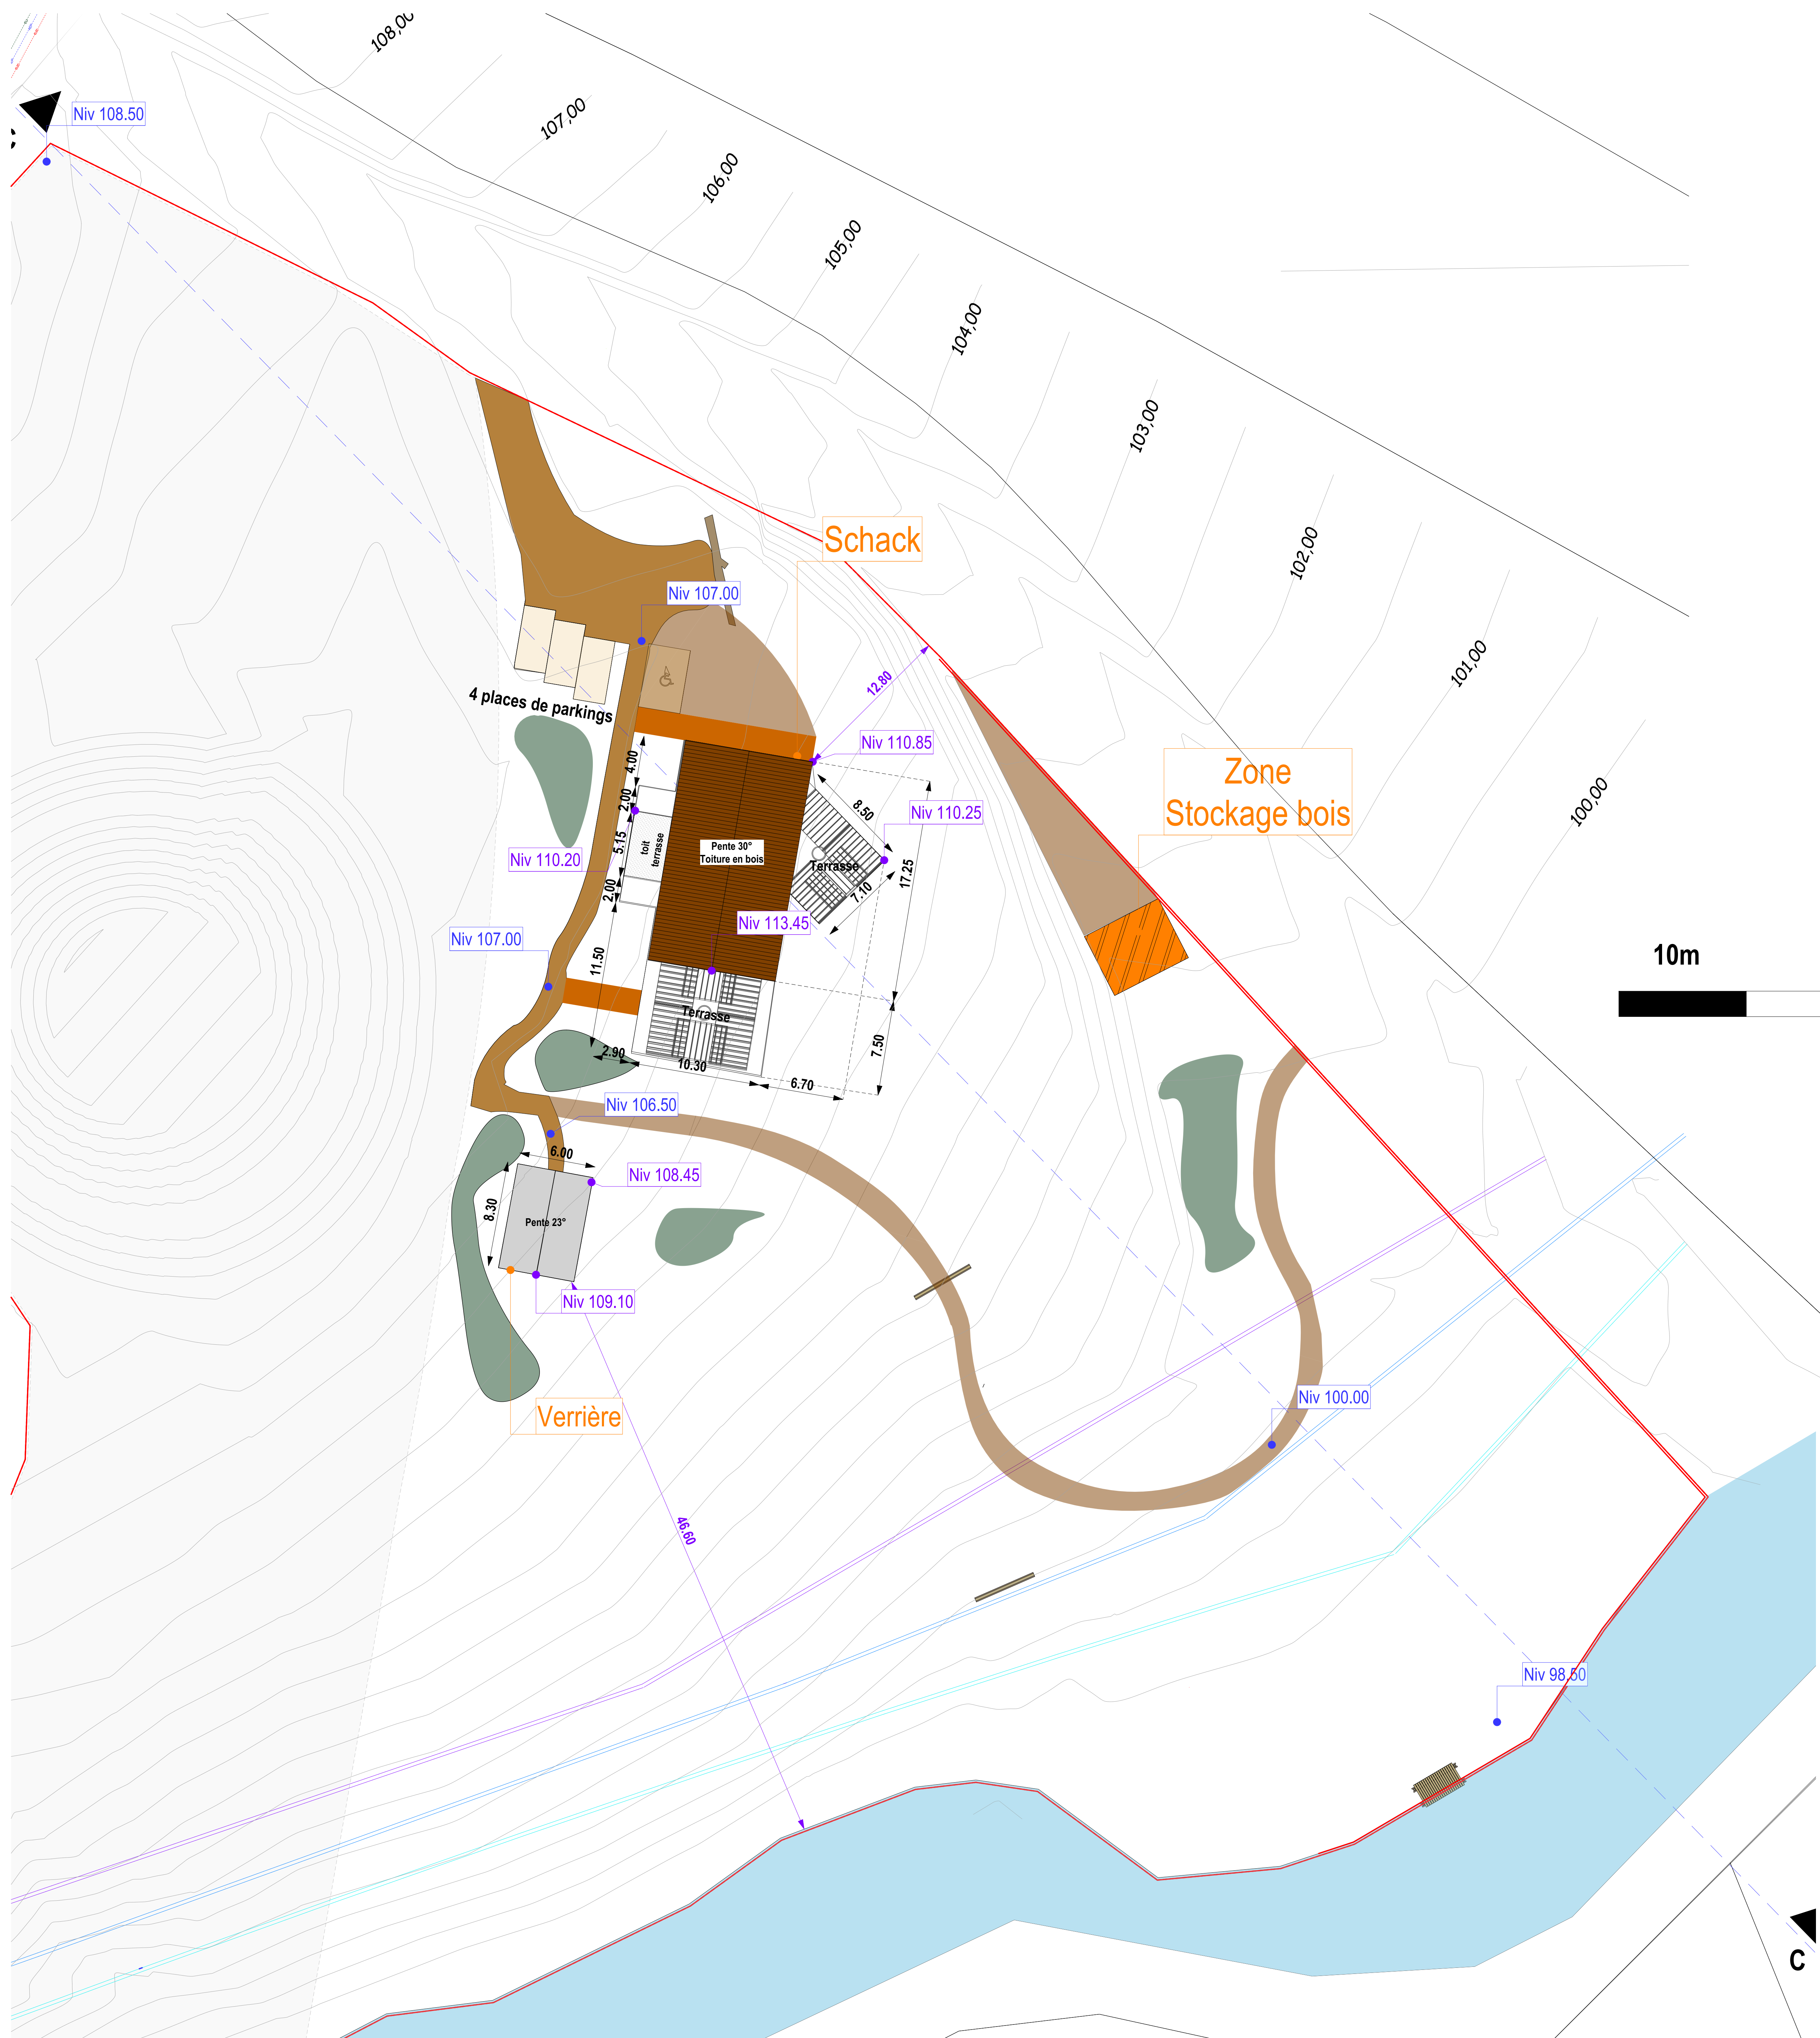 108,00
Niv 108.50
107,00
106,00
105,00
104,00
103,00
102,00
101,00
100,00
Schack
Niv 107.00
12.80
4 places de parkings
Niv 110.85
Zone
Stockage bois
4.00
2.00
5.15
2.00
11.50
toit
terrasse
Pente 30°
Toiture en bois
8.50
Niv 110.25
Terrasse
7.10
17.25
Niv 110.20
Niv 113.45
Niv 107.00
10m
Terrasse
7.50
2.90
10.30
6.70
Niv 106.50
6.00
Niv 108.45
8.30
Pente 23°
Niv 109.10
Verrière
Niv 100.00
46.60
Niv 98.50
C